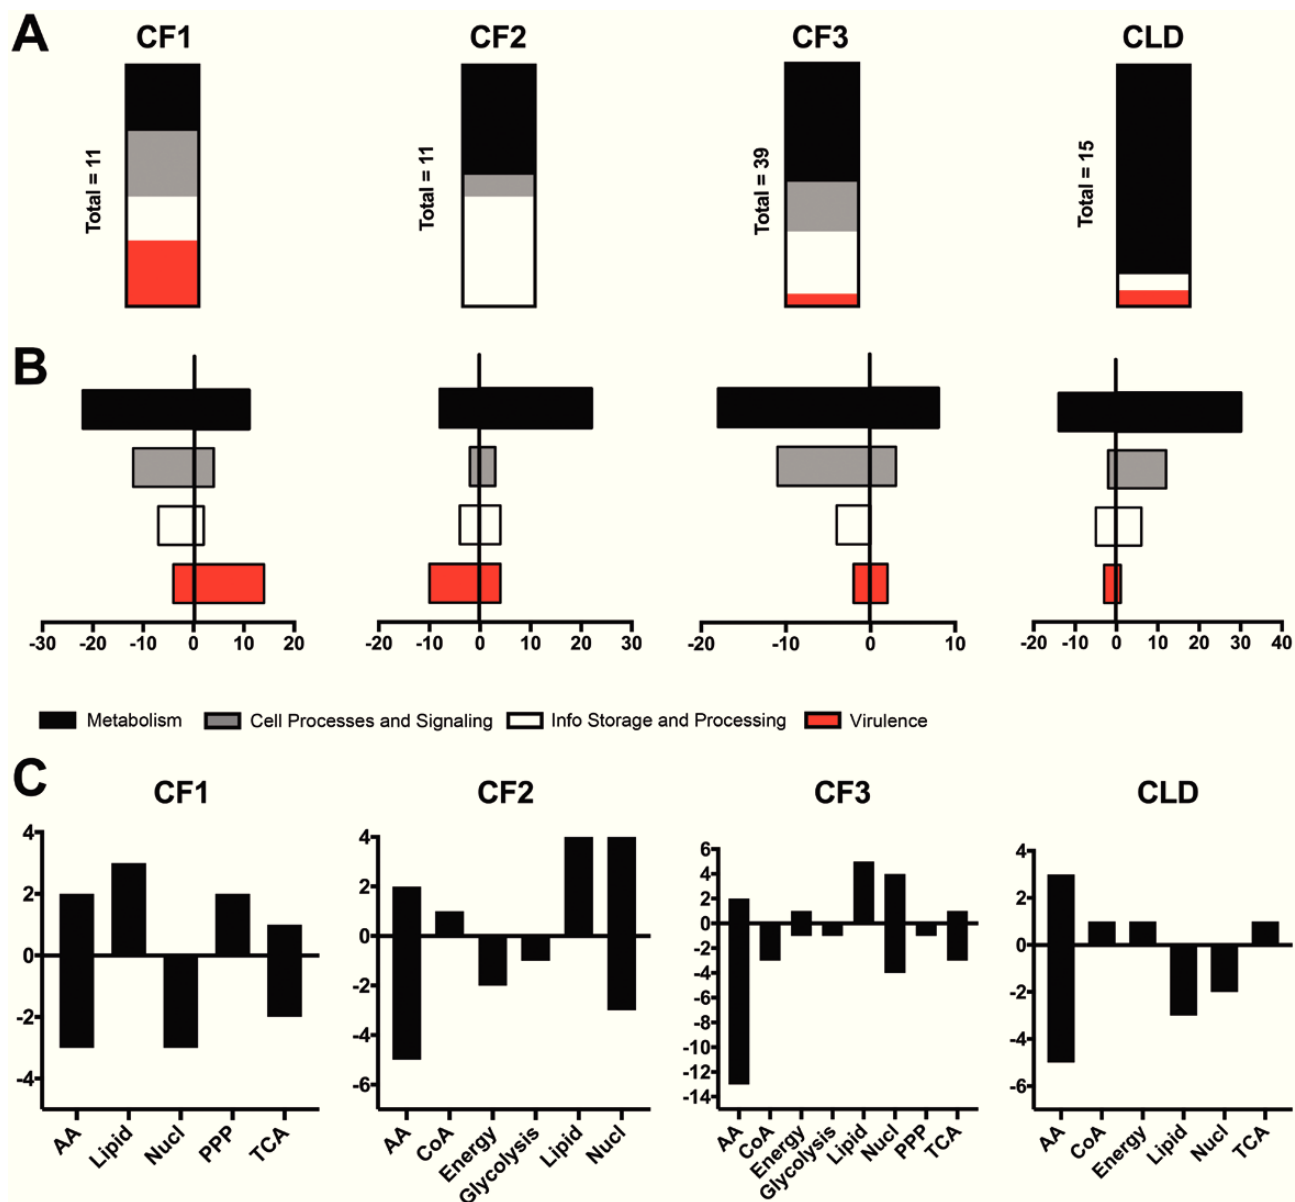 A
CF1 CF2 CF3 CLD
Total = 11 Total = 11 Total = 39 Total = 15
B
-30 -20 -10 0 10 20 -20 -10 0 10 20 30 -20 -10 0 10 -20 -10 0 10 20 30 40
Metabolism Cell Processes and Signaling Info Storage and Processing Virulence
C
CF1 CF2 CF3 CLD
4 2 0 -2 -4
AA Lipid Nucl PPP TCA
4 2 0 -2 -4 -6
AA CoA Energy Glycolysis Lipid Nucl
6 4 2 0 -2 -4 -6 -8 -10 -12 -14
AA CoA Energy Glycolysis Lipid Nucl PPP TCA
4 2 0 -2 -4 -6
AA CoA Energy Lipid Nucl TCA